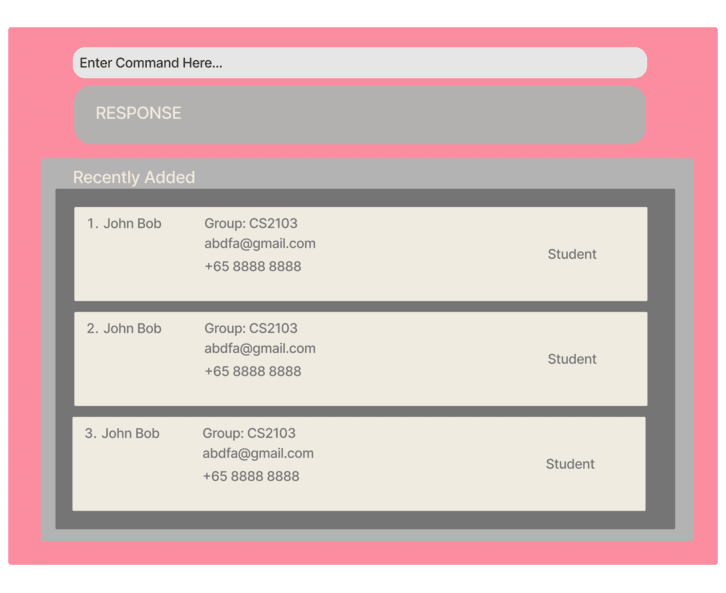 Enter Command Here...
RESPONSE
Recently Added
1. John Bob
Group: CS2103
abdfa@gmail.com
+65 8888 8888
Student
2. John Bob
Group: CS2103
abdfa@gmail.com
+65 8888 8888
Student
3. John Bob
Group: CS2103
abdfa@gmail.com
+65 8888 8888
Student